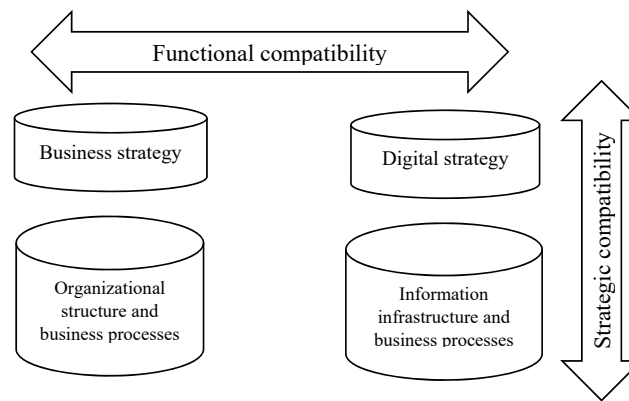 Functional compatibility
Business strategy
Digital strategy
Organizational
structure and
business processes
Information
infrastructure and
business processes
Strategic compatibility